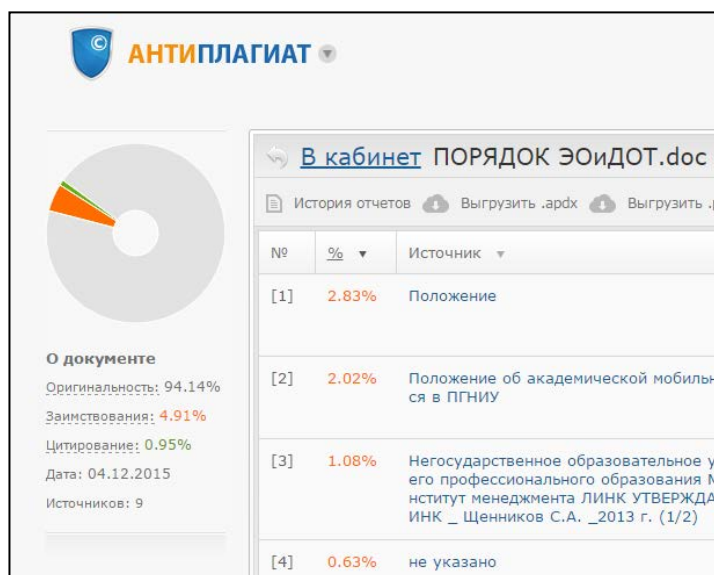 © АНТИПЛАГИАТ
О документе
Оригинальность: 94.14%
Заимствования: 4.91%
Цитирование: 0.95%
Дата: 04.12.2015
Источников: 9
В кабинет ПОРЯДОК ЭОиДОТ.doc
История отчетов Выгрузить .apdx Выгрузить
№ % Источник
[1] 2.83% Положение
[2] 2.02% Положение об академической
ся в ПГНИУ
[3] 1.08% Негосударственное образовательное
его профессионального образования
нститут менеджмента ЛИНК
ИНК _ Щенников С.А. _2013 г. (1/2)
[4] 0.63% не указано